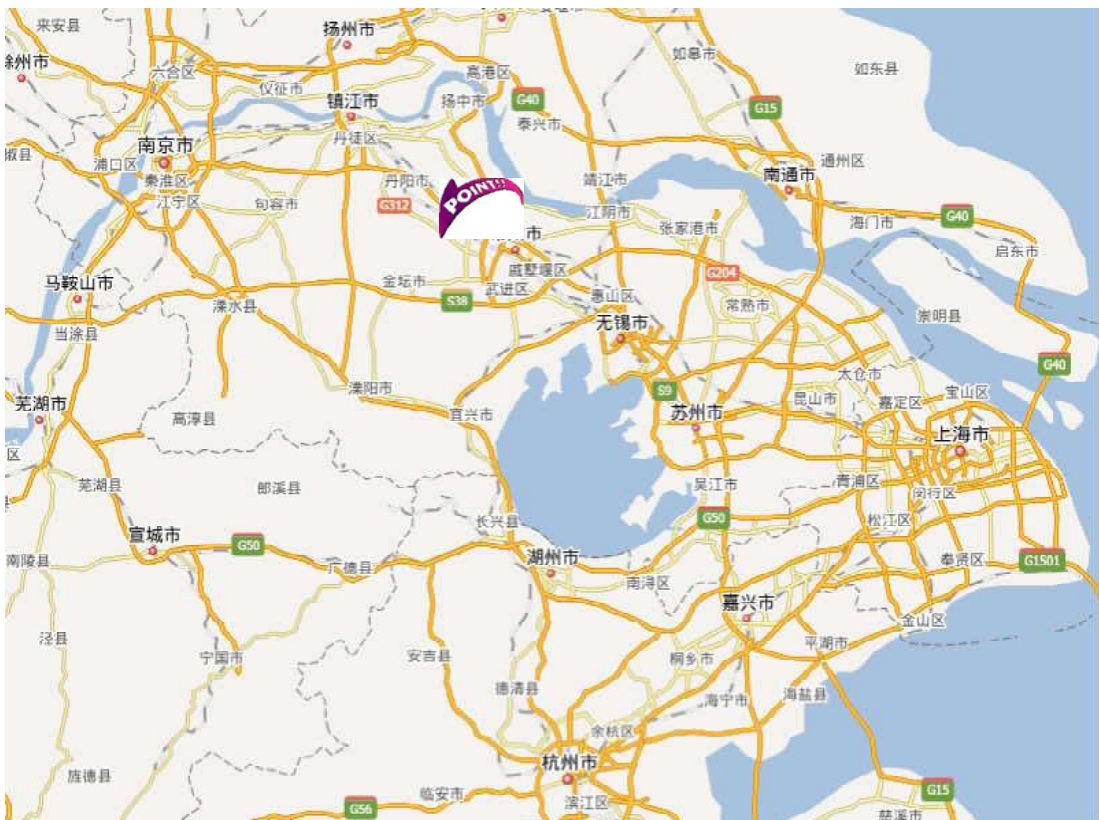 来安县
扬州市
如皋市
如东县
滁州市
六合区
仪征市
高港区
镇江市
扬中市
G40
G15
泰兴市
丹徒区
南京市
浦口区
秦淮区
丹阳市
靖江市
通州区
南通市
江宁区
句容市
G312
POINT!!
江阴市
张家港市
海门市
G40
启东市
市
戚墅堰区
马鞍山市
金坛市
武进区
G204
S38
惠山区
常熟市
溧水县
崇明县
当涂县
无锡市
G40
太仓市
溧阳市
S9
昆山市
嘉定区
宝山区
芜湖市
高淳县
宜兴市
苏州市
上海市
区
芜湖县
郎溪县
吴江市
青浦区
闵行区
长兴县
G50
松江区
宣城市
G50
南陵县
广德县
湖州市
南浔区
奉贤区
G1501
嘉兴市
金山区
泾县
宁国市
安吉县
桐乡市
平湖市
德清县
海宁市
海盐县
余杭区
杭州市
旌德县
临安市
G56
滨江区
G15
慈溪市